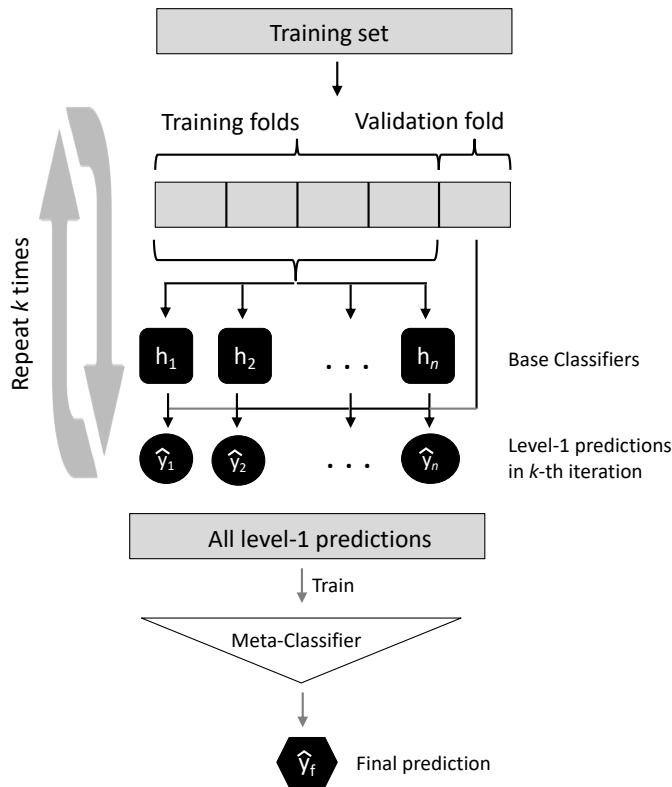 Training set
Training folds
Validation fold
Repeat k times
h₁
h₂
. . .
hₙ
Base Classifiers
ŷ₁
ŷ₂
. . .
ŷₙ
Level-1 predictions
in k-th iteration
All level-1 predictions
Train
Meta-Classifier
ŷf
Final prediction